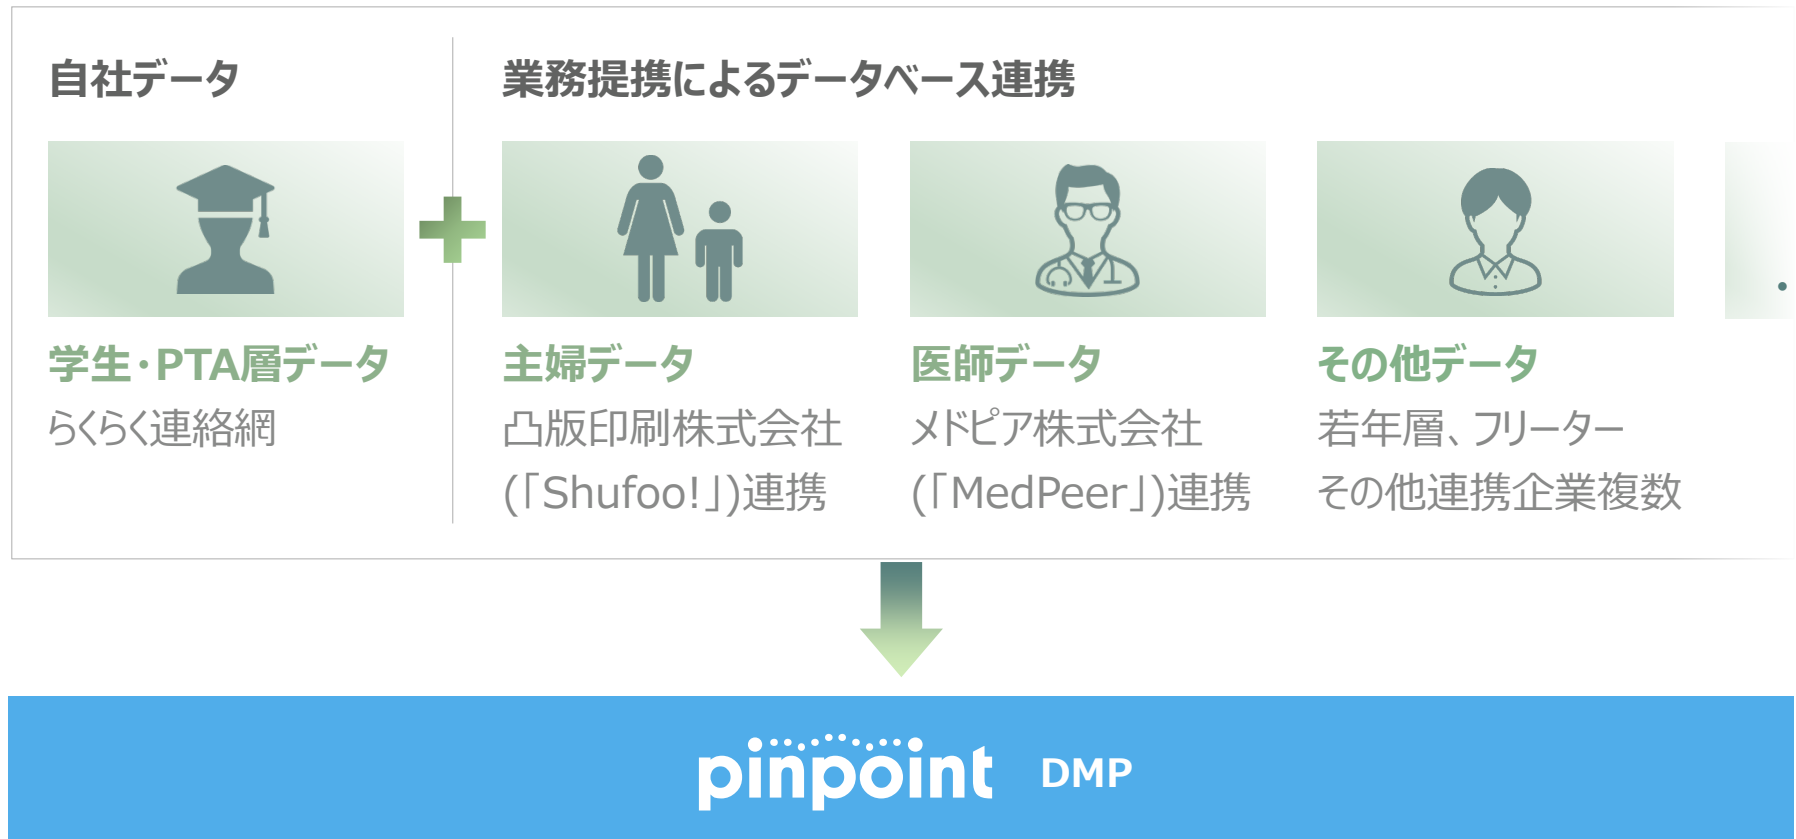 自社データ
業務提携によるデータベース連携
学生・PTA層データ
らくらく連絡網
主婦データ
凸版印刷株式会社
(「Shufoo!」)連携
医師データ
メドピア株式会社
(「MedPeer」)連携
その他データ
若年層、フリーター
その他連携企業複数
.
pinpoint DMP